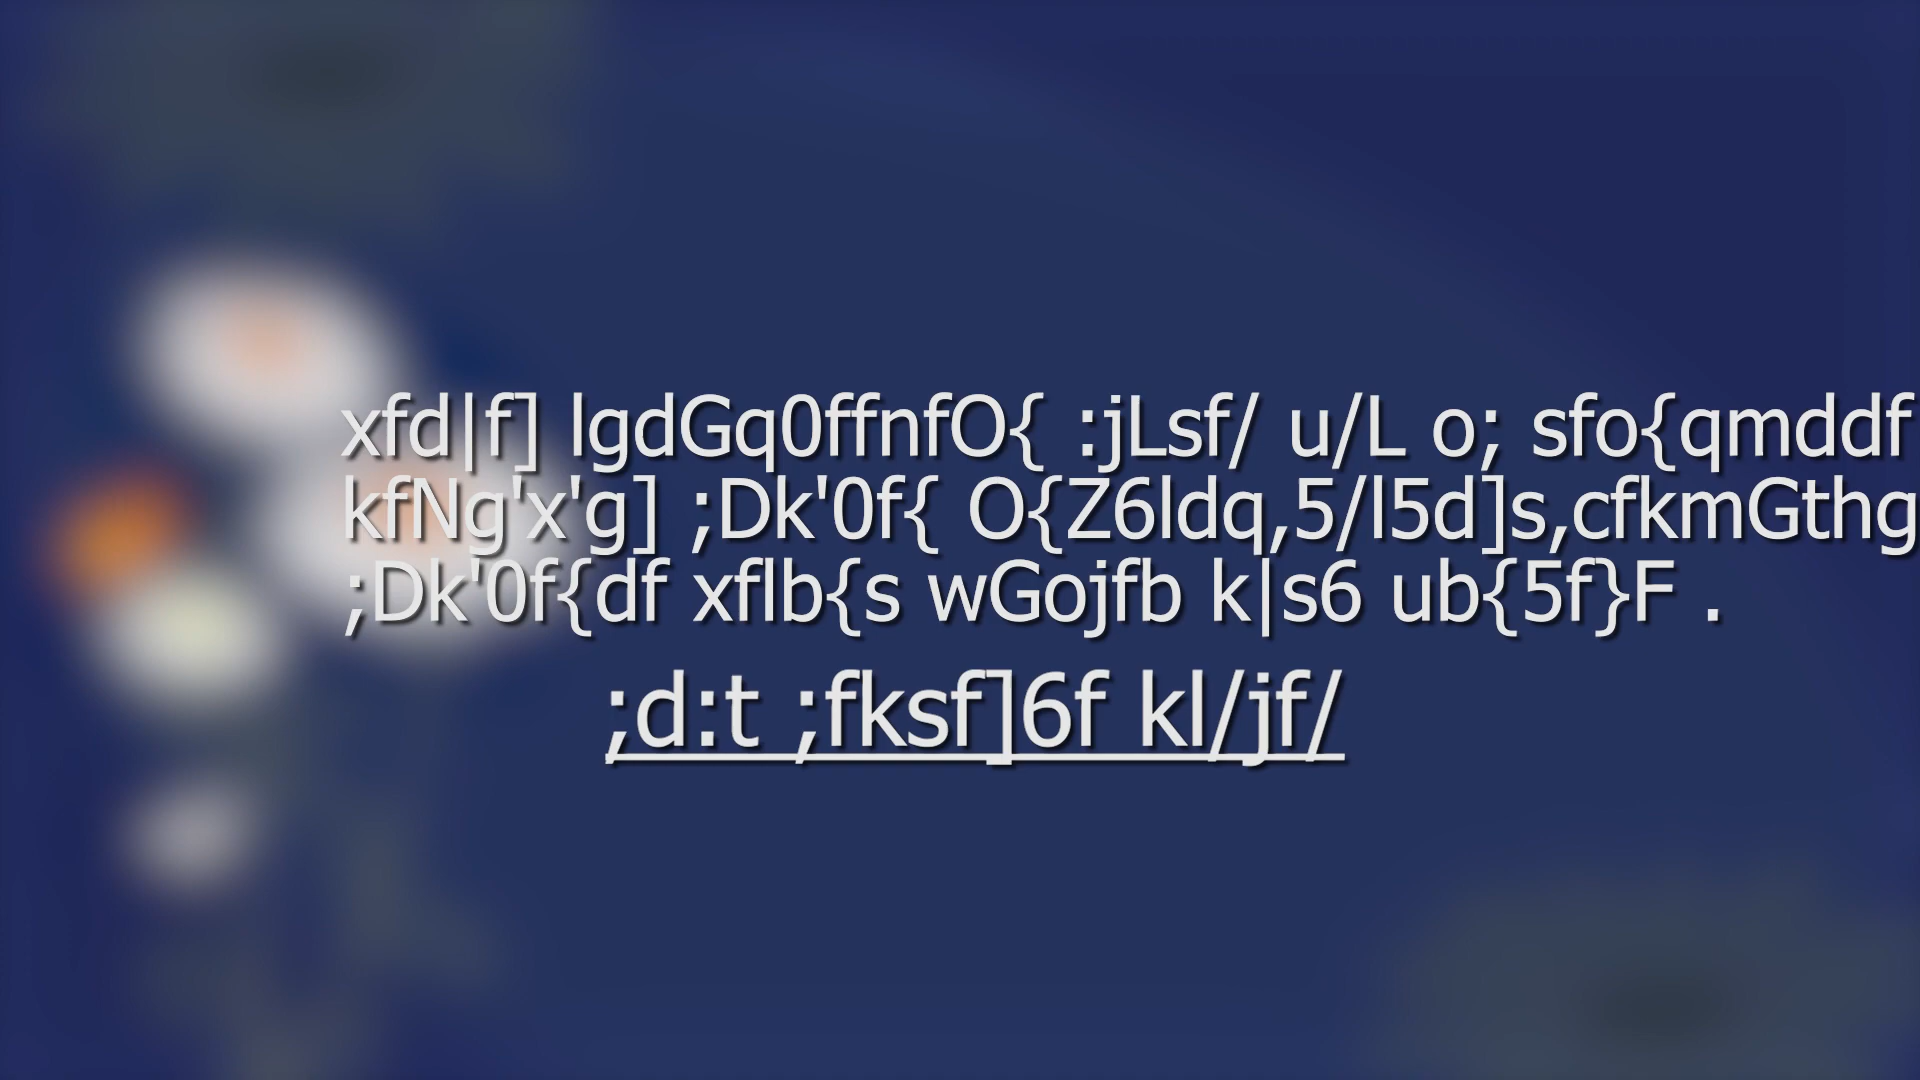 xfd|f] lgdGq0ffnfO{ :jLsf/ u/L o; sfo{qmddf
kfNg'x'g] ;Dk'0f{ O{Z6ldq,5/l5d]s,cfkmGthg
;Dk'0f{df xflb{s wGojfb k|s6 ub{5f}F .
;d:t ;fksf]6f kl/jf/